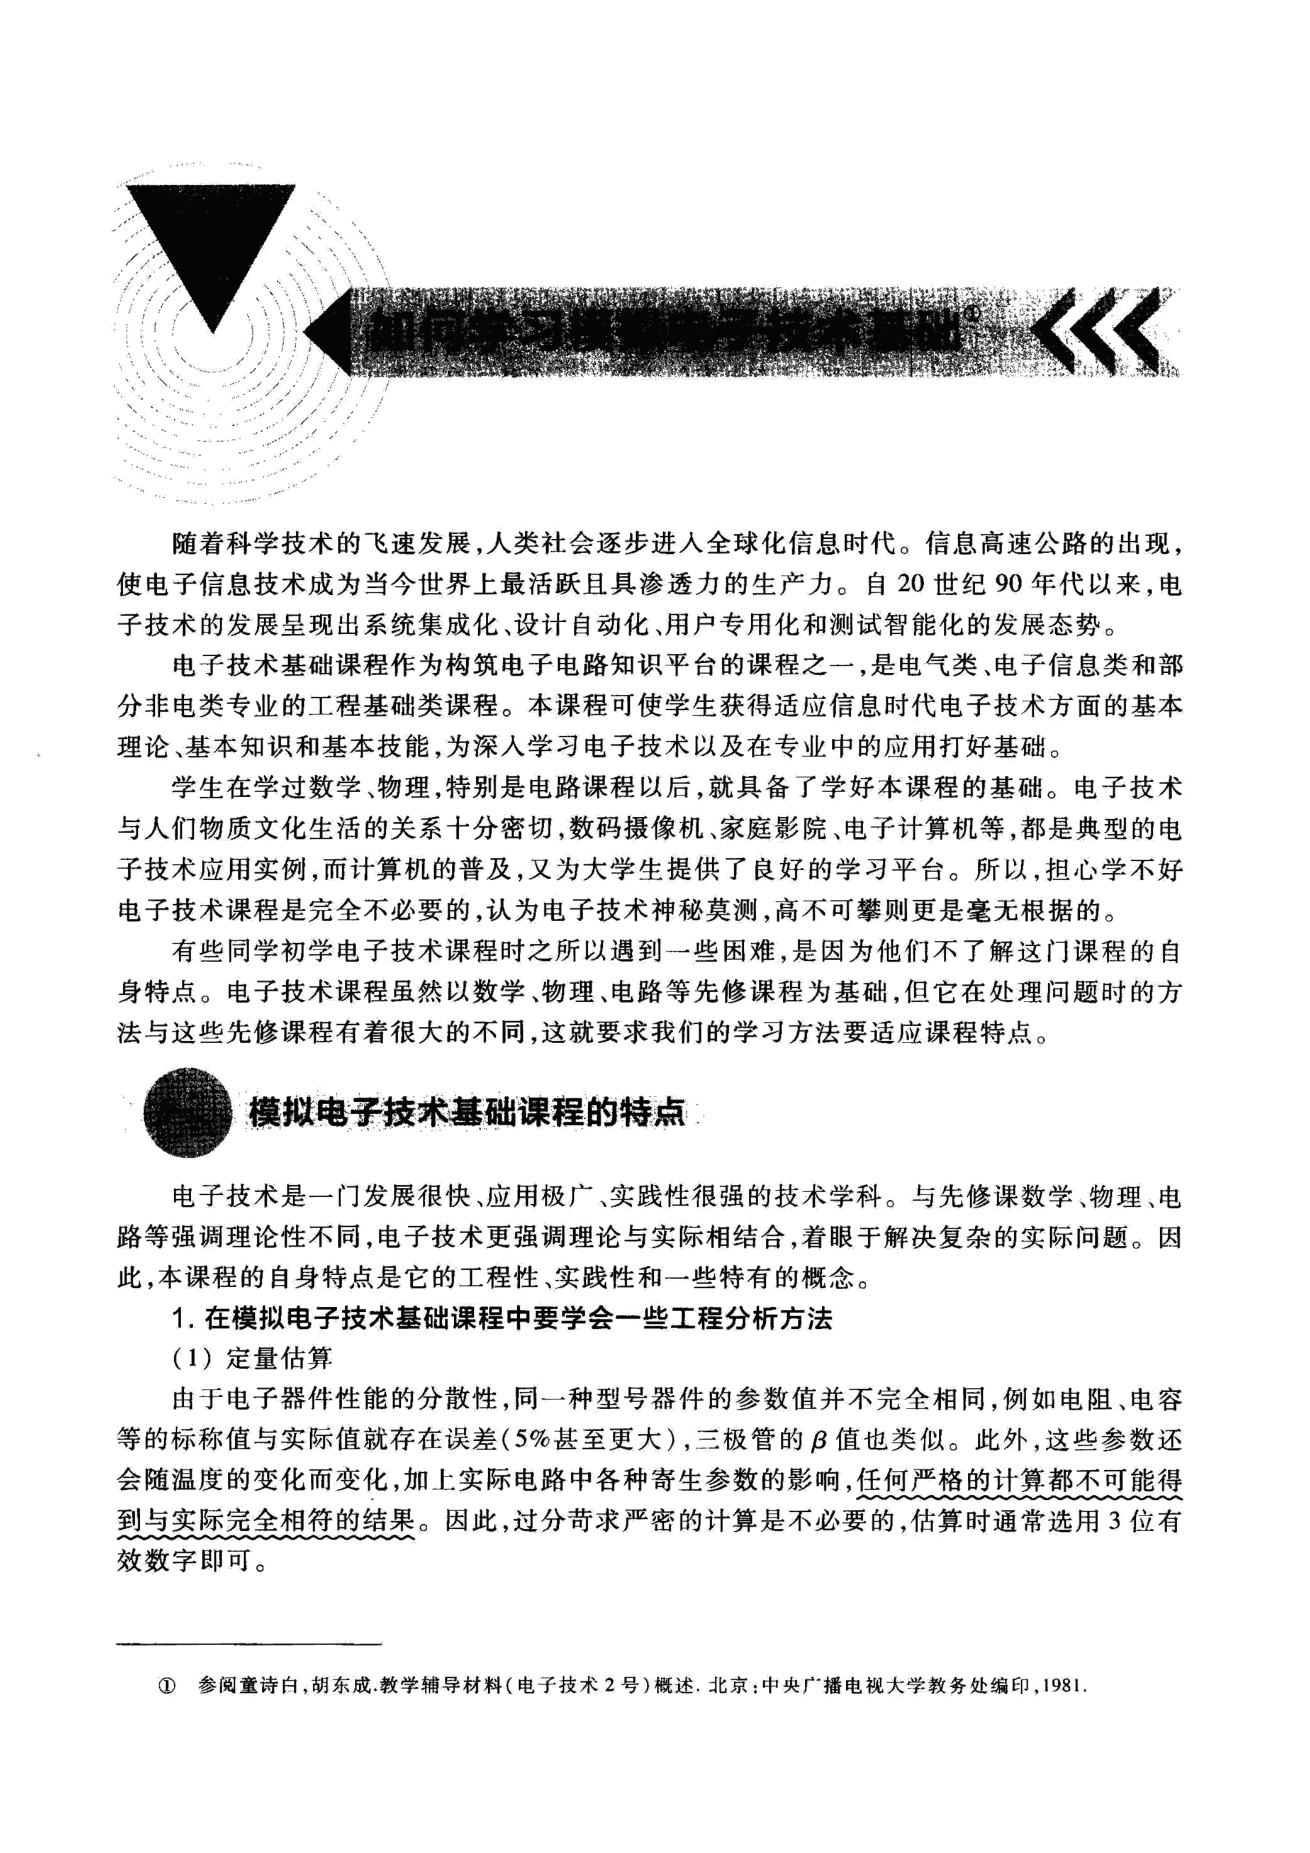 如何学习模拟电子技术基础①
随着科学技术的飞速发展,人类社会逐步进入全球化信息时代。信息高速公路的出现,
使电子信息技术成为当今世界上最活跃且具渗透力的生产力。自 20 世纪 90 年代以来,电
子技术的发展呈现出系统集成化、设计自动化、用户专用化和测试智能化的发展态势。
电子技术基础课程作为构筑电子电路知识平台的课程之一,是电气类、电子信息类和部
分非电类专业的工程基础类课程。本课程可使学生获得适应信息时代电子技术方面的基本
理论、基本知识和基本技能,为深入学习电子技术以及在专业中的应用打好基础。
学生在学过数学、物理,特别是电路课程以后,就具备了学好本课程的基础。电子技术
与人们物质文化生活的关系十分密切,数码摄像机、家庭影院、电子计算机等,都是典型的电
子技术应用实例,而计算机的普及,又为大学生提供了良好的学习平台。所以,担心学不好
电子技术课程是完全不必要的,认为电子技术神秘莫测,高不可攀则更是毫无根据的。
有些同学初学电子技术课程时之所以遇到一些困难,是因为他们不了解这门课程的自
身特点。电子技术课程虽然以数学、物理、电路等先修课程为基础,但它在处理问题时的方
法与这些先修课程有着很大的不同,这就要求我们的学习方法要适应课程特点。
模拟电子技术基础课程的特点
电子技术是一门发展很快、应用极广、实践性很强的技术学科。与先修课数学、物理、电
路等强调理论性不同,电子技术更强调理论与实际相结合,着眼于解决复杂的实际问题。因
此,本课程的自身特点是它的工程性、实践性和一些特有的概念。
1. 在模拟电子技术基础课程中要学会一些工程分析方法
(1) 定量估算
由于电子器件性能的分散性,同一种型号器件的参数值并不完全相同,例如电阻、电容
等的标称值与实际值就存在误差(5%甚至更大),三极管的 β 值也类似。此外,这些参数还
会随温度的变化而变化,加上实际电路中各种寄生参数的影响,任何严格的计算都不可能得
到与实际完全相符的结果。因此,过分苛求严密的计算是不必要的,估算时通常选用 3 位有
效数字即可。
① 参阅童诗白,胡东成.教学辅导材料(电子技术 2 号)概述. 北京:中央广播电视大学教务处编印,1981.